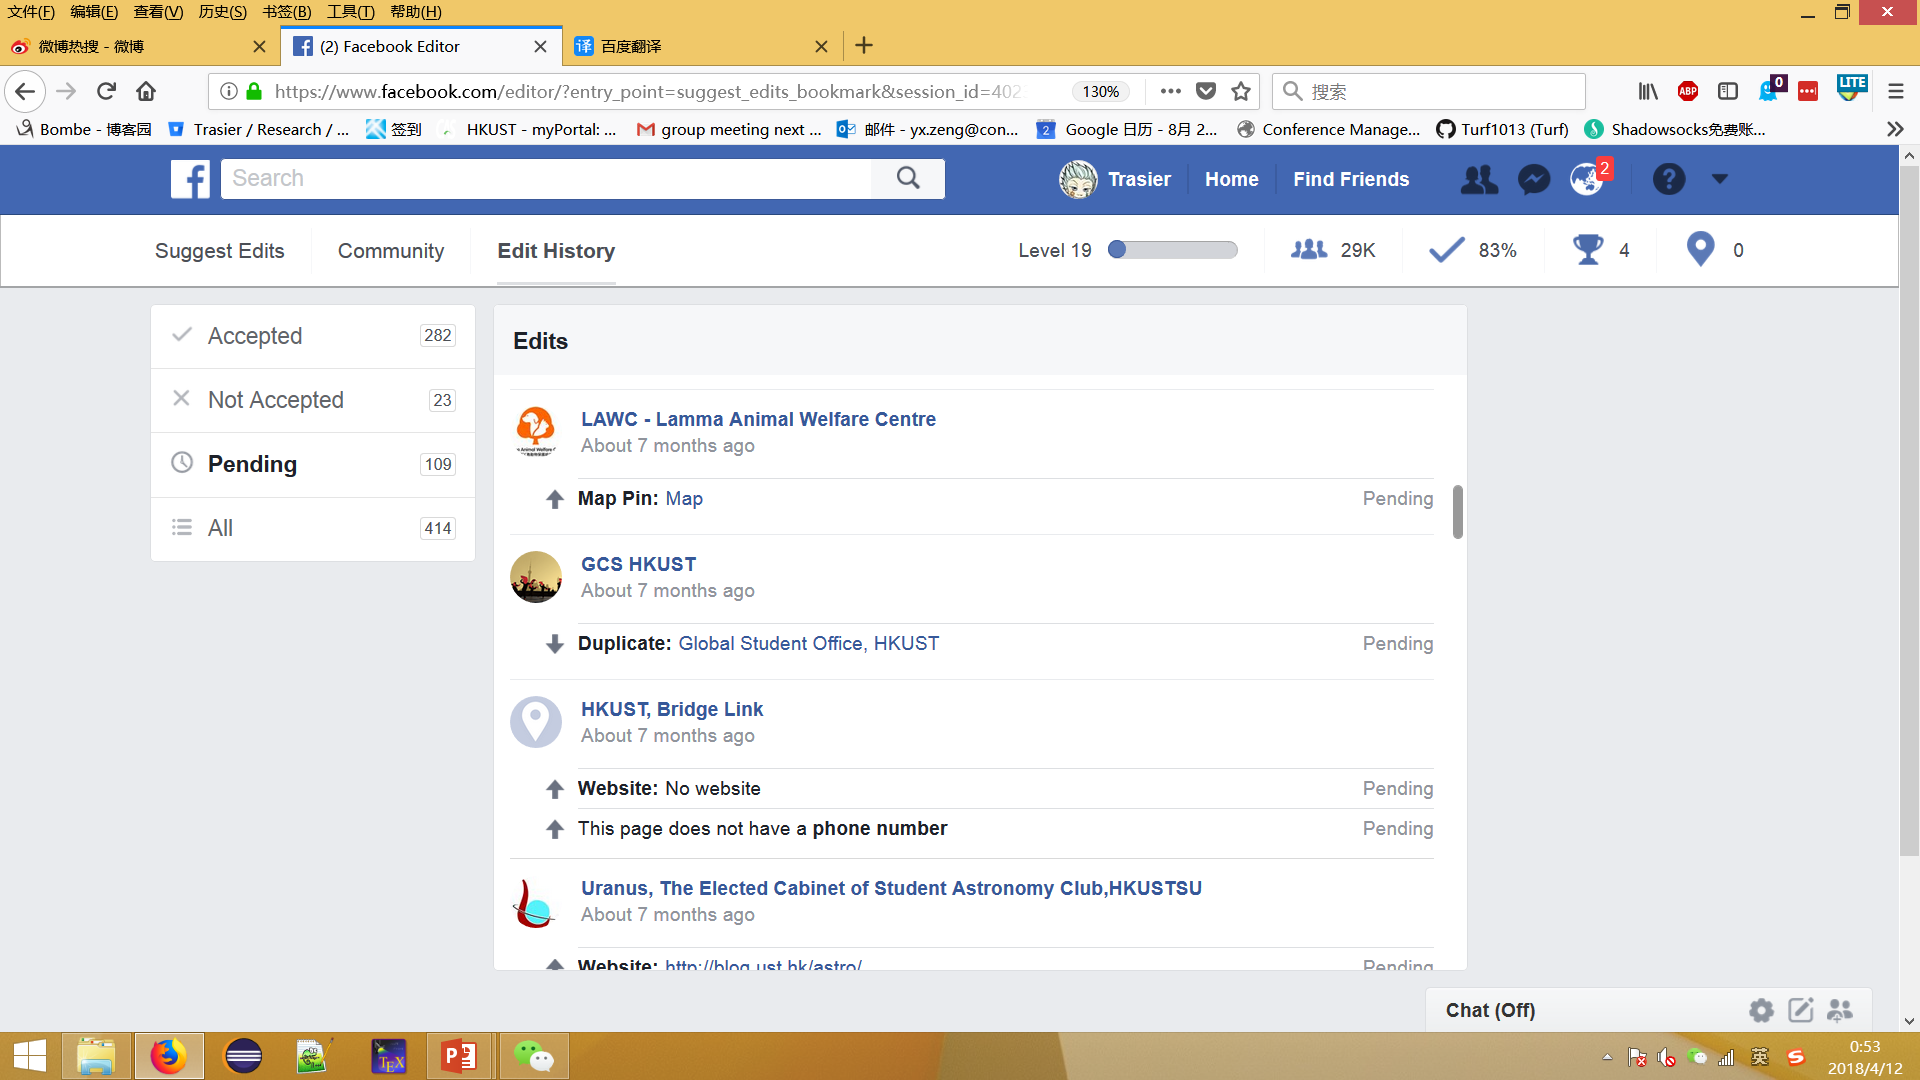 文件(F) 编辑(E) 查看(V) 历史(S) 书签(B) 工具(T) 帮助(H)
微博热搜 - 微博
(2) Facebook Editor
译 百度翻译
https://www.facebook.com/editor/?entry_point=suggest_edits_bookmark&session_id=402
130%
搜索
ABP
0
LITE
Bombe - 博客园
Trasier / Research / ...
签到
HKUST - myPortal: ...
group meeting next ...
邮件 - yx.zeng@con...
2 Google 日历 - 8月 2...
Conference Manage...
Turf1013 (Turf)
Shadowsocks免费账...
Search
Trasier
Home
Find Friends
2
Suggest Edits
Community
Edit History
Level 19
29K
83%
4
0
Accepted 282
Not Accepted 23
Pending 109
All 414
Edits
LAWC - Lamma Animal Welfare Centre
About 7 months ago
Map Pin: Map Pending
GCS HKUST
About 7 months ago
Duplicate: Global Student Office, HKUST Pending
HKUST, Bridge Link
About 7 months ago
Website: No website Pending
This page does not have a phone number Pending
Uranus, The Elected Cabinet of Student Astronomy Club,HKUSTSU
About 7 months ago
Website: http://blog.ust.hk/astro/ Pending
Chat (Off)
TEX
英
0:53
2018/4/12